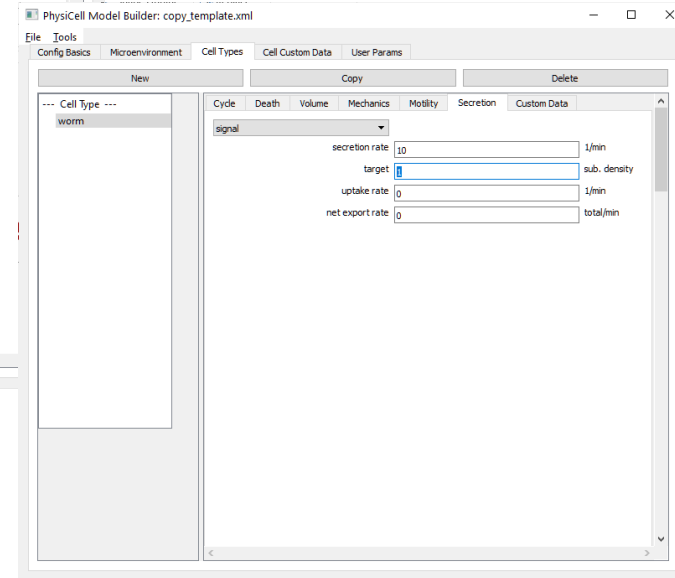 PhysiCell Model Builder: copy_template.xml
File Tools
Config Basics Microenvironment Cell Types Cell Custom Data User Params
New Copy Delete
--- Cell Type ---
worm
Cycle Death Volume Mechanics Motility Secretion Custom Data
signal
secretion rate 10 1/min
target 1 sub. density
uptake rate 0 1/min
net export rate 0 total/min